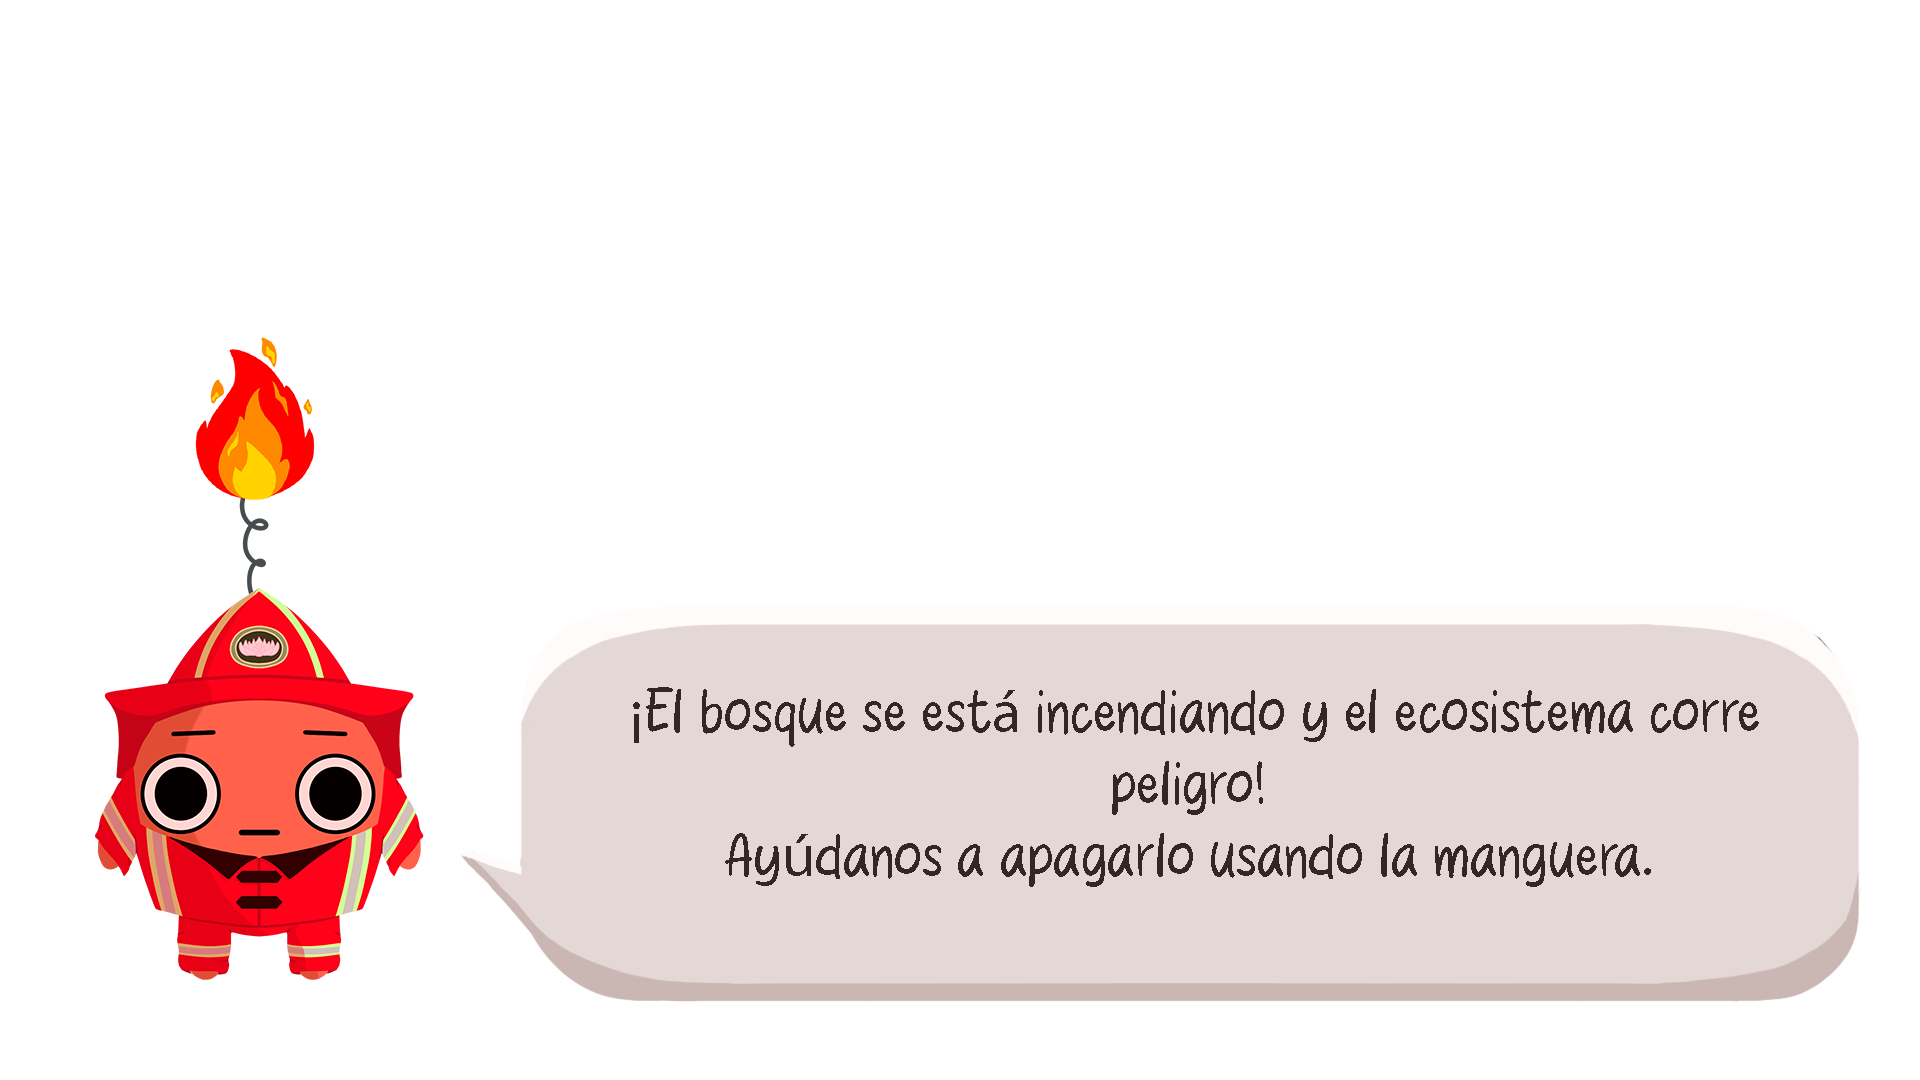 ¡El bosque se está incendiando y el ecosistema corre
peligro!
Ayúdanos a apagarlo usando la manguera.